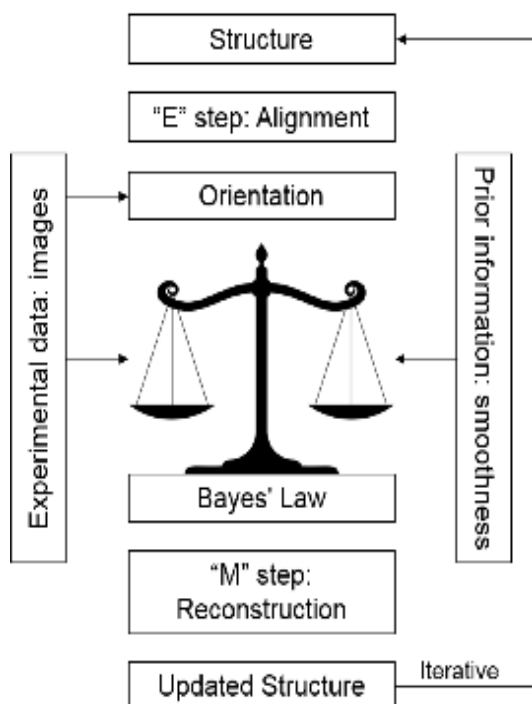 Structure
“E” step: Alignment
Orientation
Experimental data: images
Prior information: smoothness
Bayes’ Law
“M” step:
Reconstruction
Updated Structure
Iterative